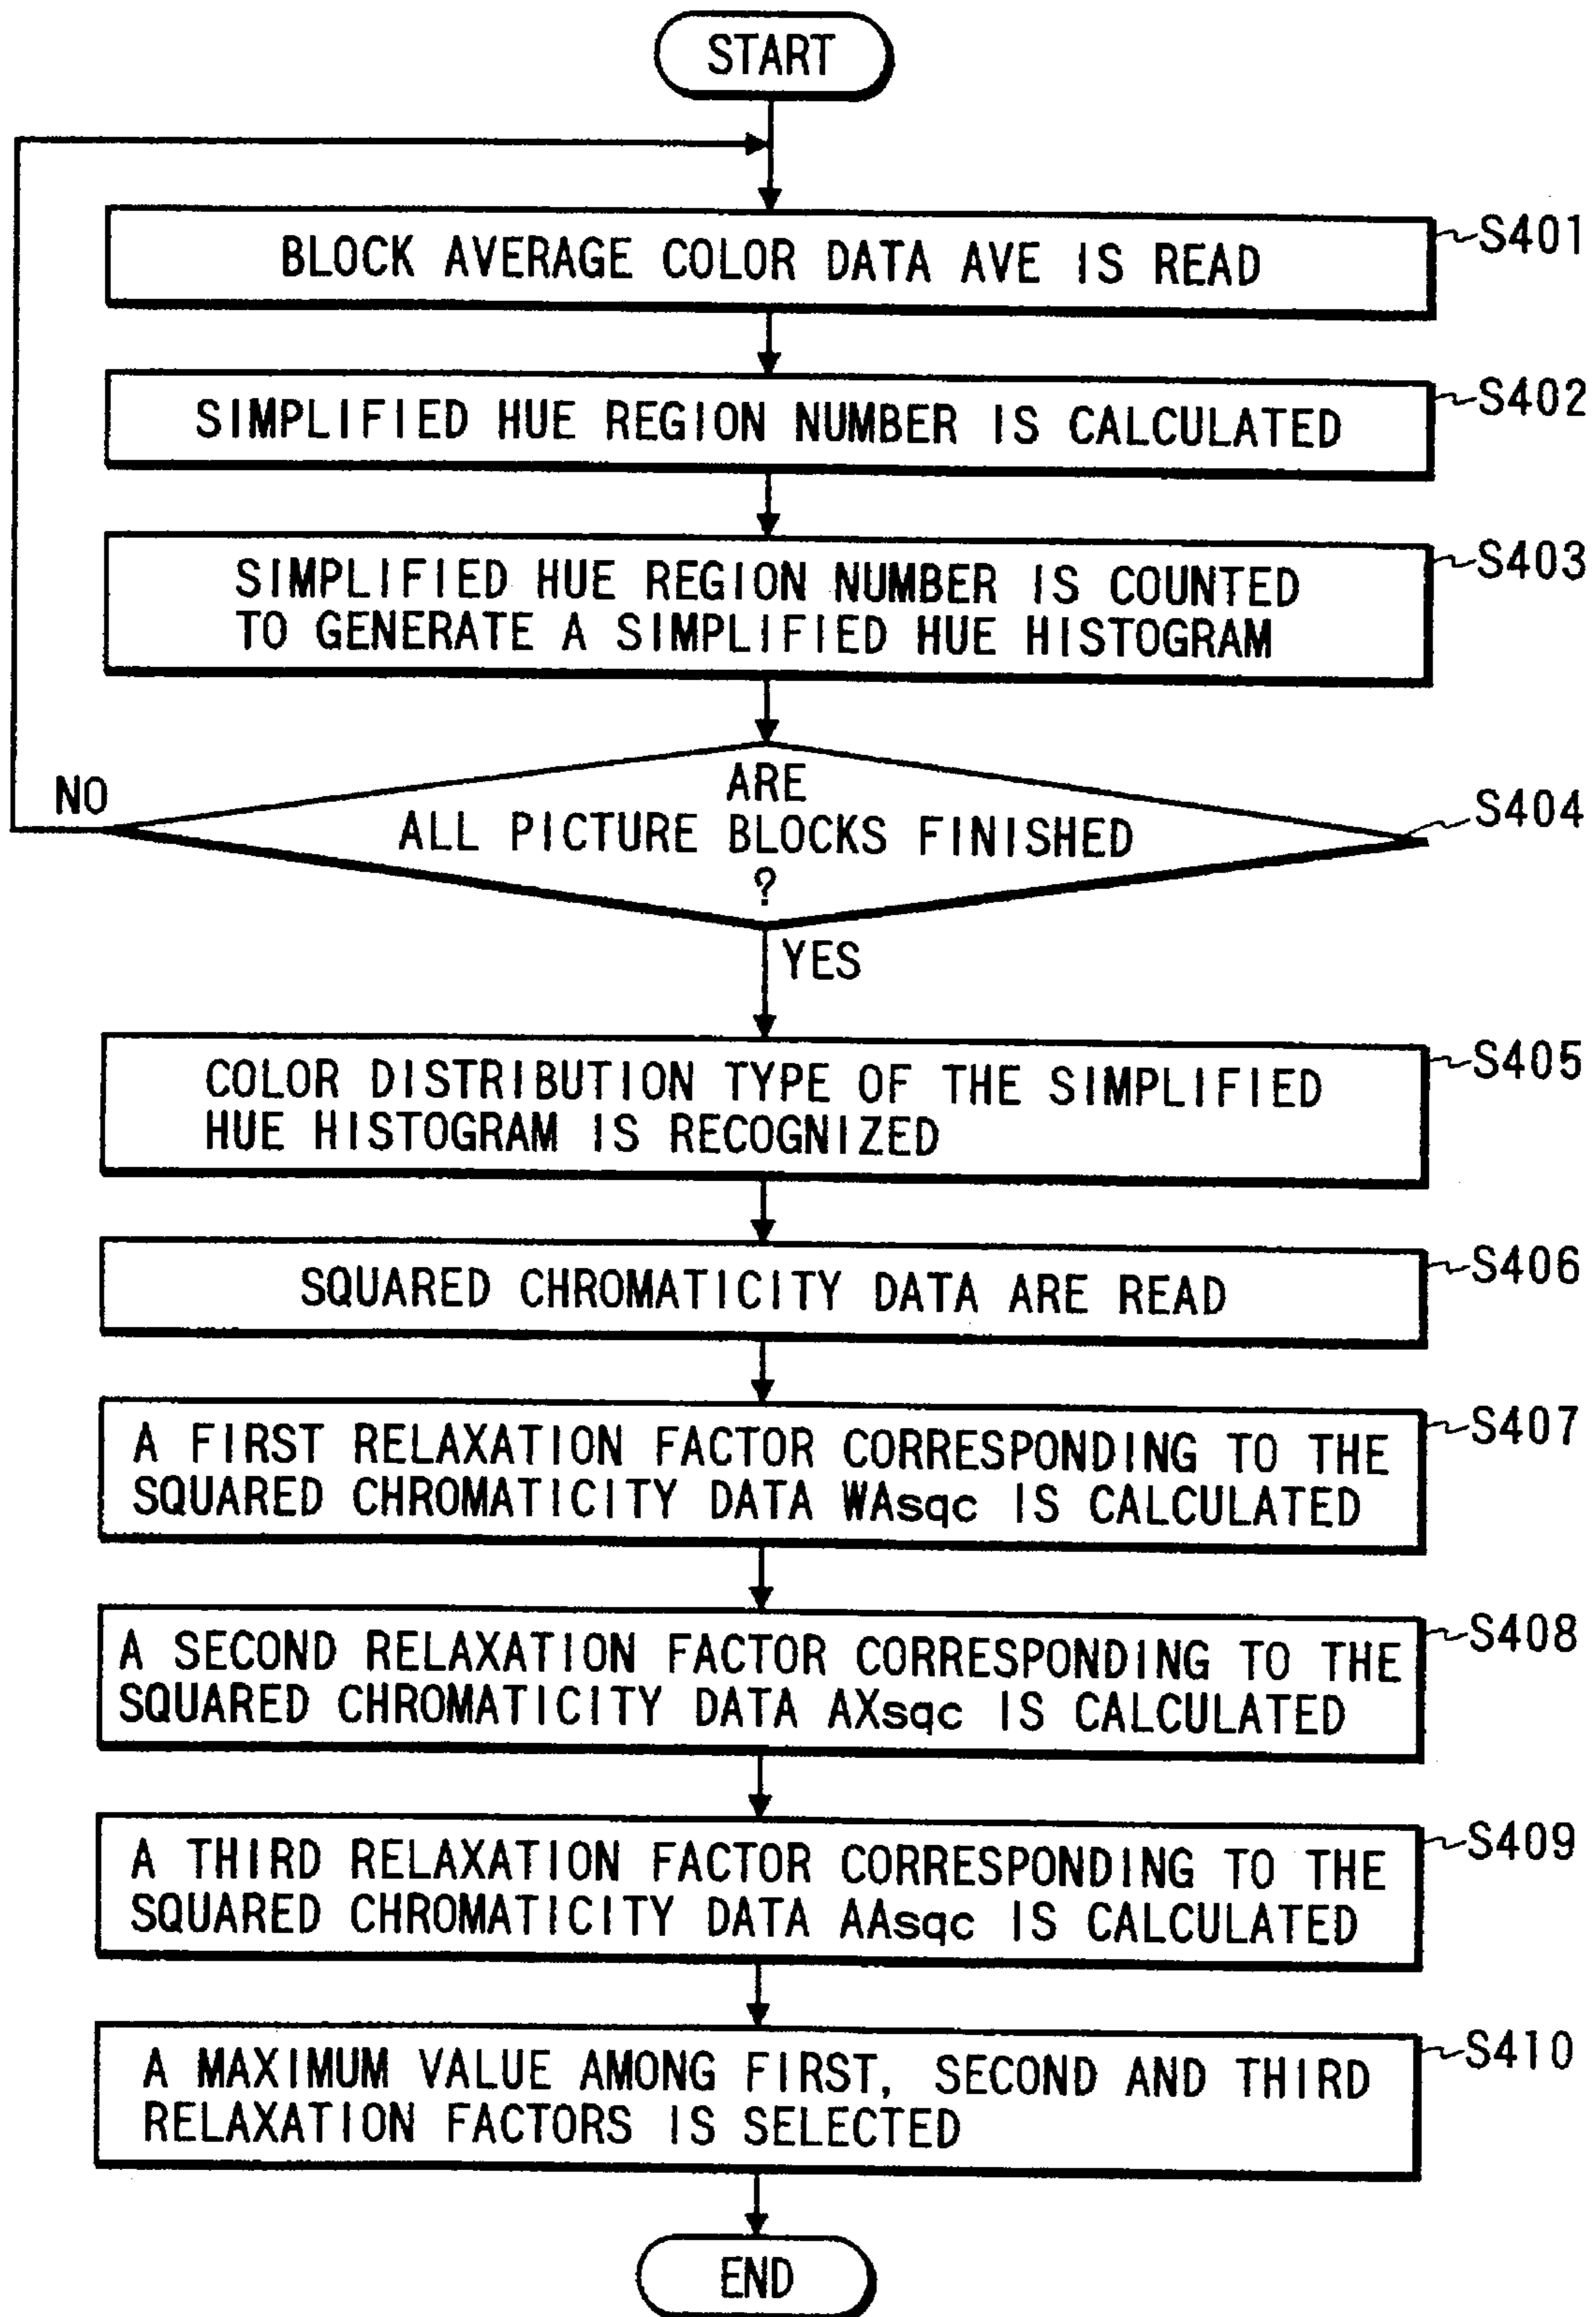 START
BLOCK AVERAGE COLOR DATA AVE IS READ
S401
SIMPLIFIED HUE REGION NUMBER IS CALCULATED
S402
SIMPLIFIED HUE REGION NUMBER IS COUNTED
TO GENERATE A SIMPLIFIED HUE HISTOGRAM
S403
NO
ARE
ALL PICTURE BLOCKS FINISHED
?
S404
YES
COLOR DISTRIBUTION TYPE OF THE SIMPLIFIED
HUE HISTOGRAM IS RECOGNIZED
S405
SQUARED CHROMATICITY DATA ARE READ
S406
A FIRST RELAXATION FACTOR CORRESPONDING TO THE
SQUARED CHROMATICITY DATA WAsqc IS CALCULATED
S407
A SECOND RELAXATION FACTOR CORRESPONDING TO THE
SQUARED CHROMATICITY DATA AXsqc IS CALCULATED
S408
A THIRD RELAXATION FACTOR CORRESPONDING TO THE
SQUARED CHROMATICITY DATA AAsqc IS CALCULATED
S409
A MAXIMUM VALUE AMONG FIRST, SECOND AND THIRD
RELAXATION FACTORS IS SELECTED
S410
END